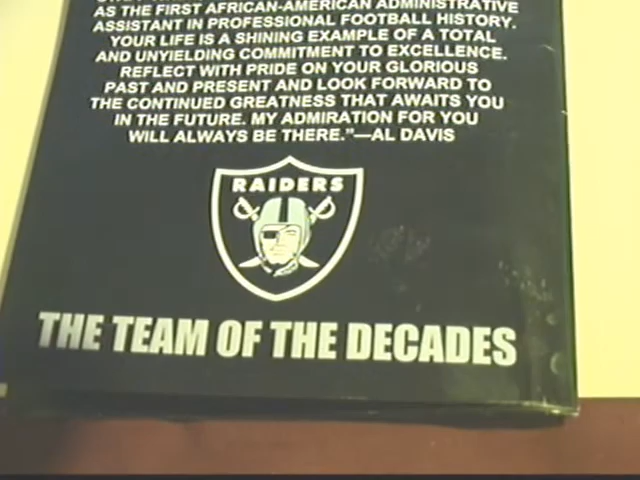 AS THE FIRST AFRICAN-AMERICAN ADMINISTRATIVE
ASSISTANT IN PROFESSIONAL FOOTBALL HISTORY.
YOUR LIFE IS A SHINING EXAMPLE OF A TOTAL
AND UNYIELDING COMMITMENT TO EXCELLENCE.
REFLECT WITH PRIDE ON YOUR GLORIOUS
PAST AND PRESENT AND LOOK FORWARD TO
THE CONTINUED GREATNESS THAT AWAITS YOU
IN THE FUTURE. MY ADMIRATION FOR YOU
WILL ALWAYS BE THERE.”—AL DAVIS
RAIDERS
THE TEAM OF THE DECADES